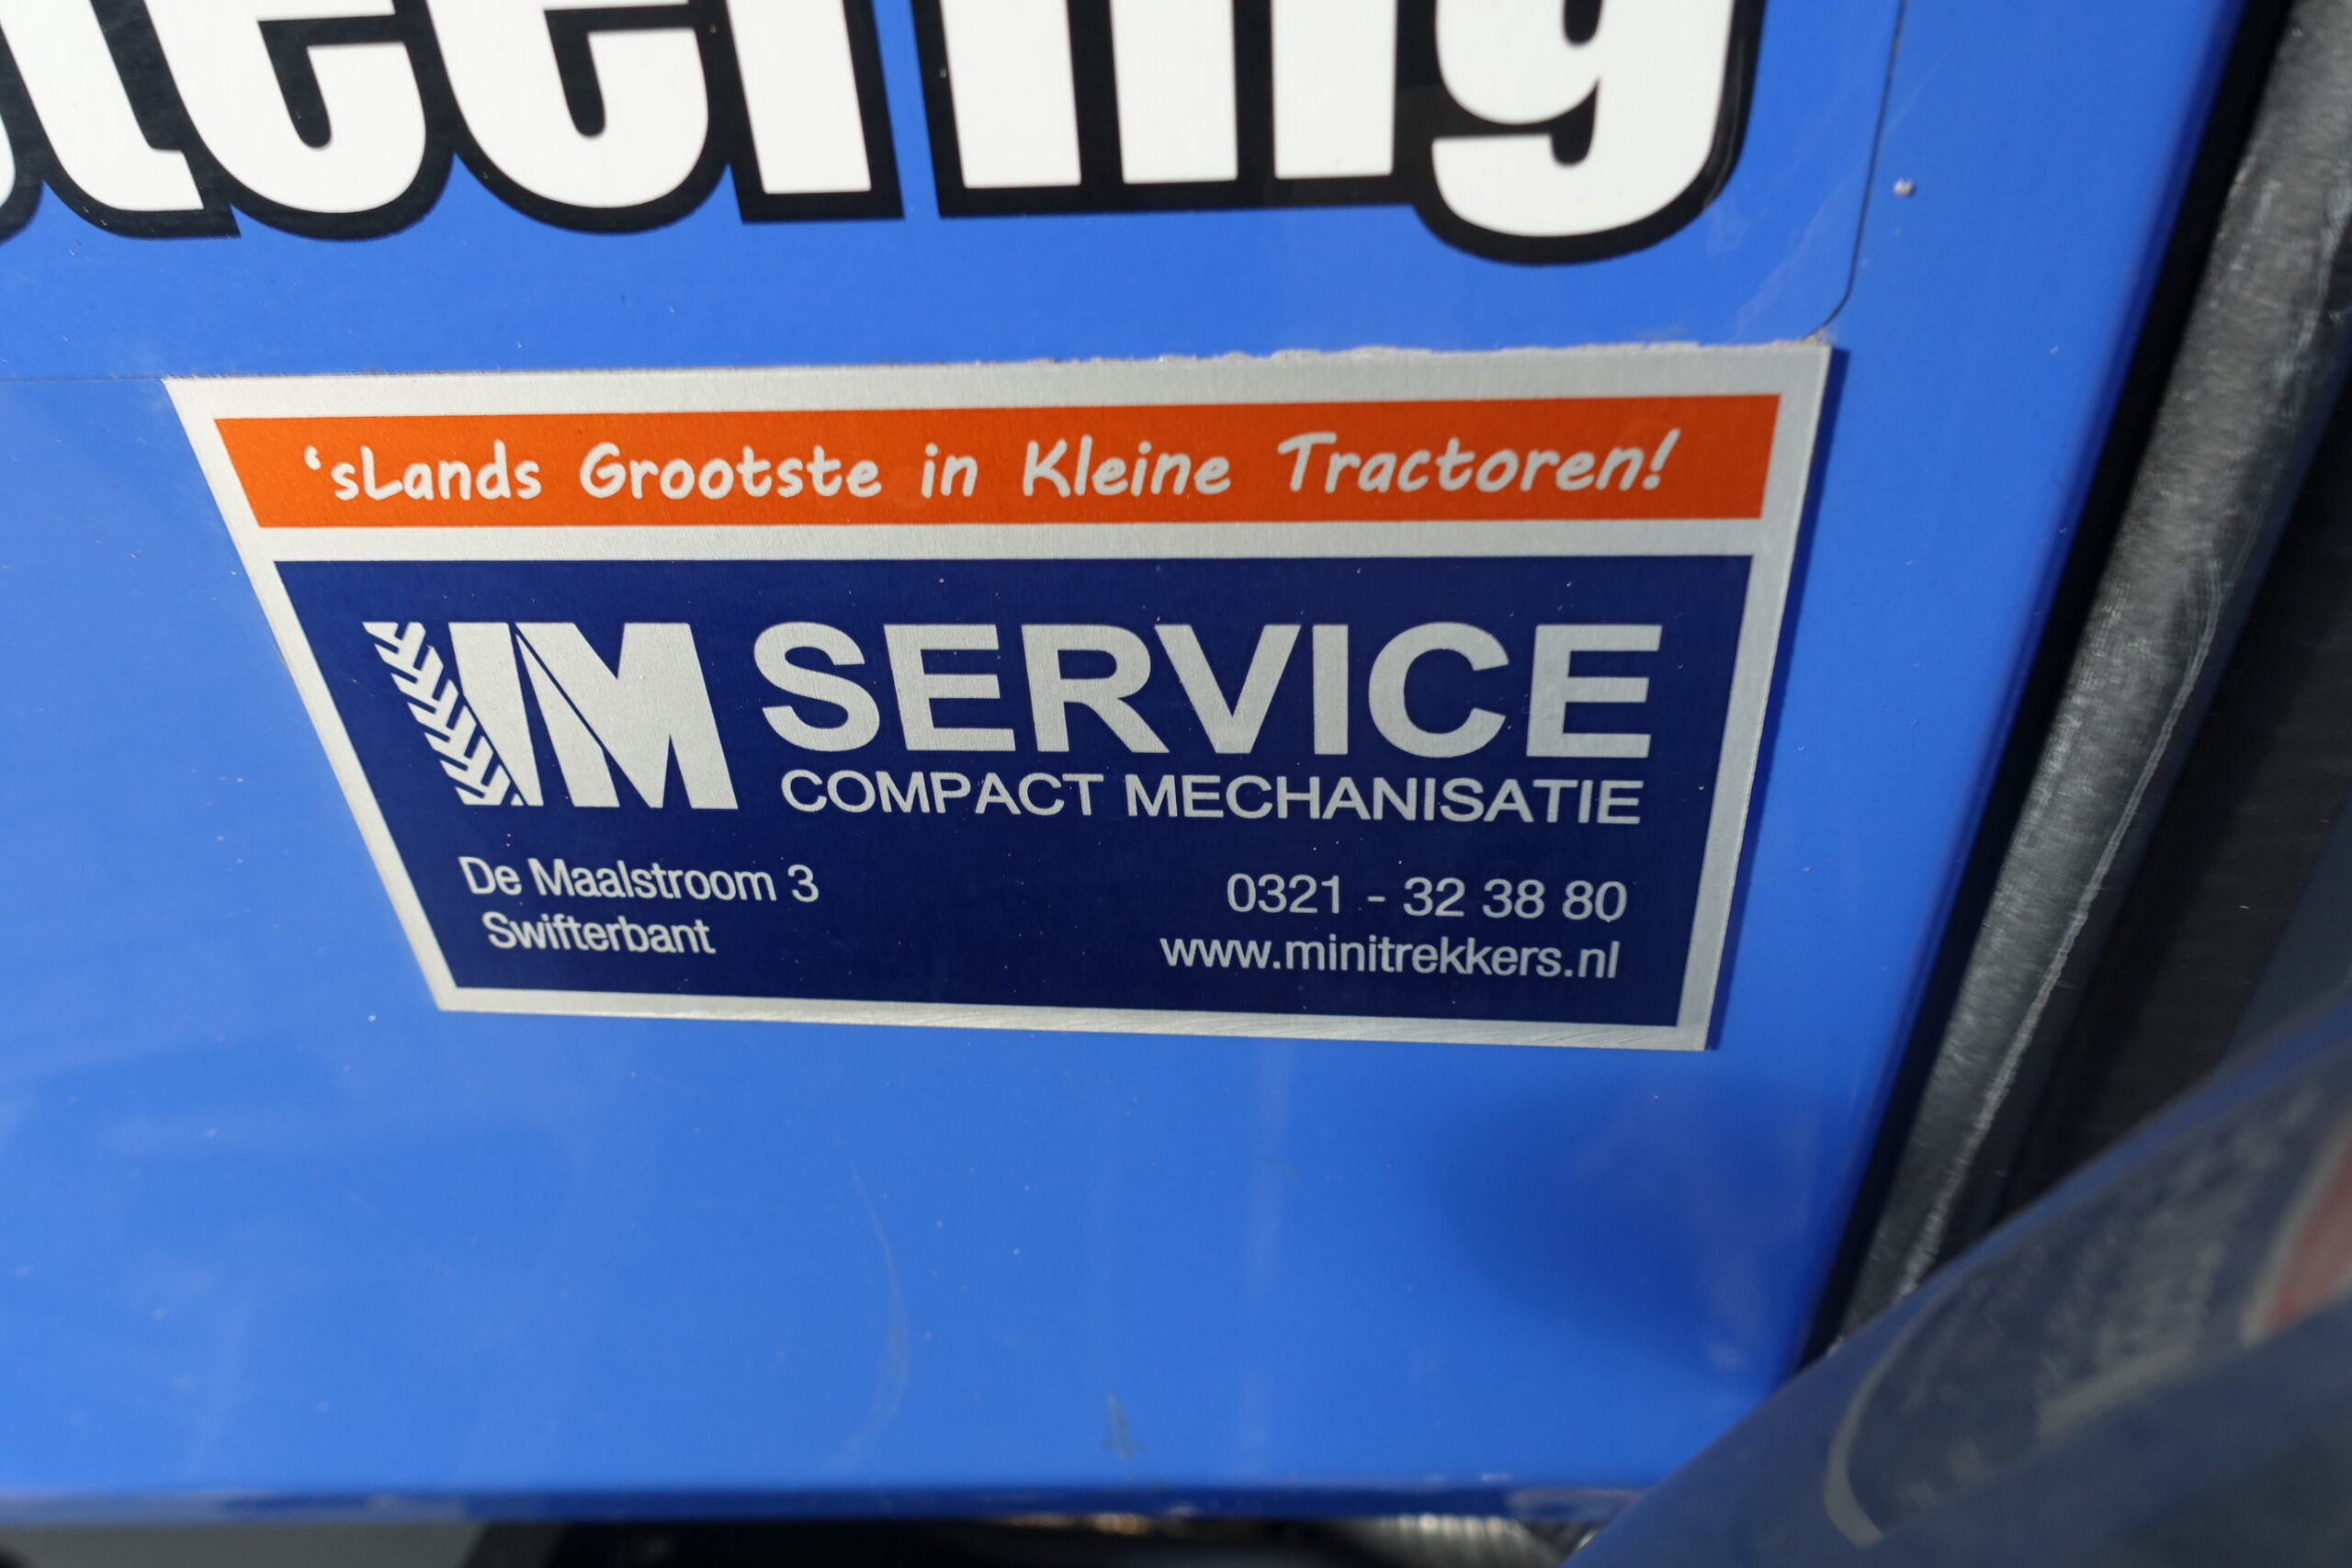 ‘sLands Grootste in Kleine Tractoren!
IM SERVICE
COMPACT MECHANISATIE
De Maalstroom 3
Swifterbant
0321 - 32 38 80
www.minitrekkers.nl